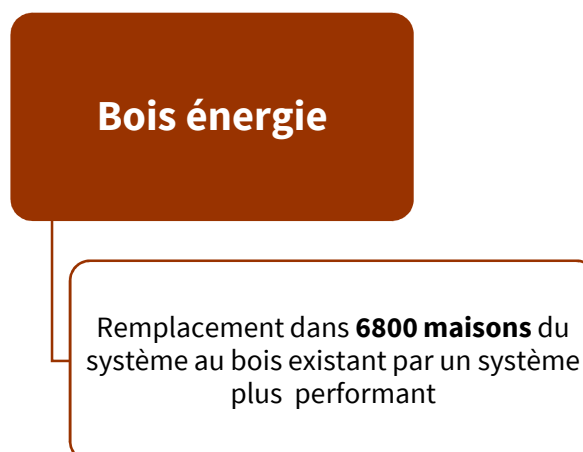 Bois énergie
Remplacement dans 6800 maisons du
système au bois existant par un système
plus performant